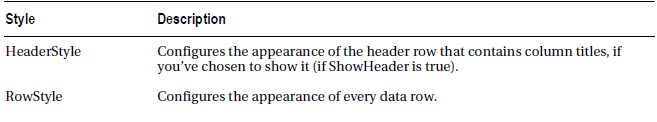 Style Description
HeaderStyle Configures the appearance of the header row that contains column titles, if
you've chosen to show it (if ShowHeader is true).
RowStyle Configures the appearance of every data row.